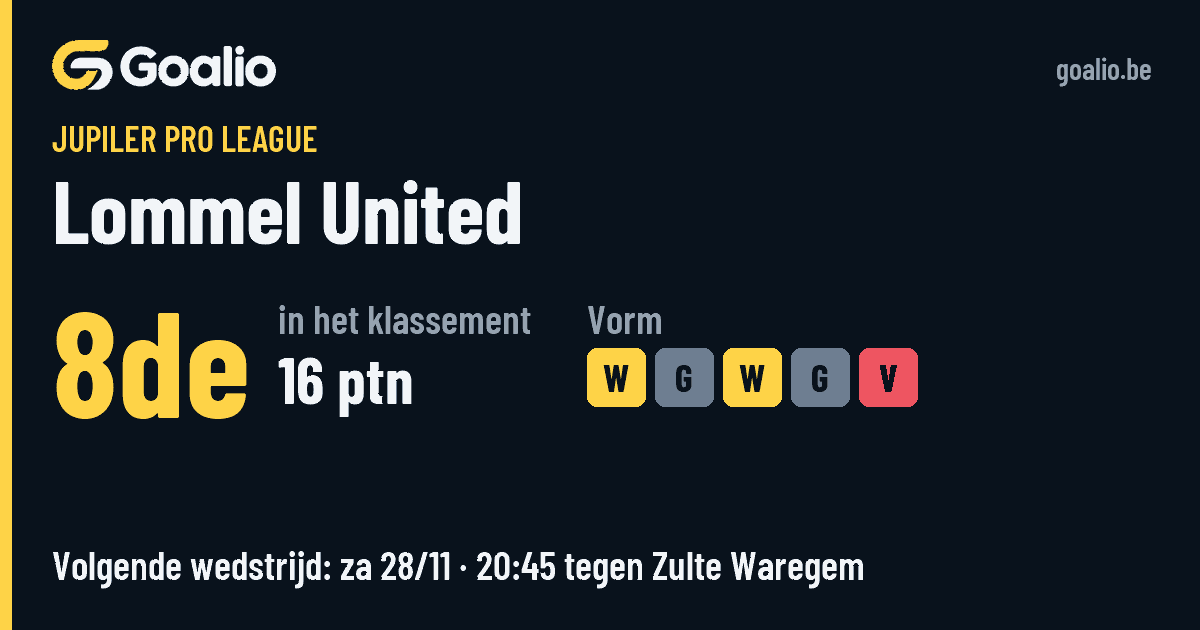 Goalio
goalio.be
JUPILER PRO LEAGUE
Lommel United
8de
in het klassement
16 ptn
Vorm
W G W G V
Volgende wedstrijd: za 28/11 · 20:45 tegen Zulte Waregem